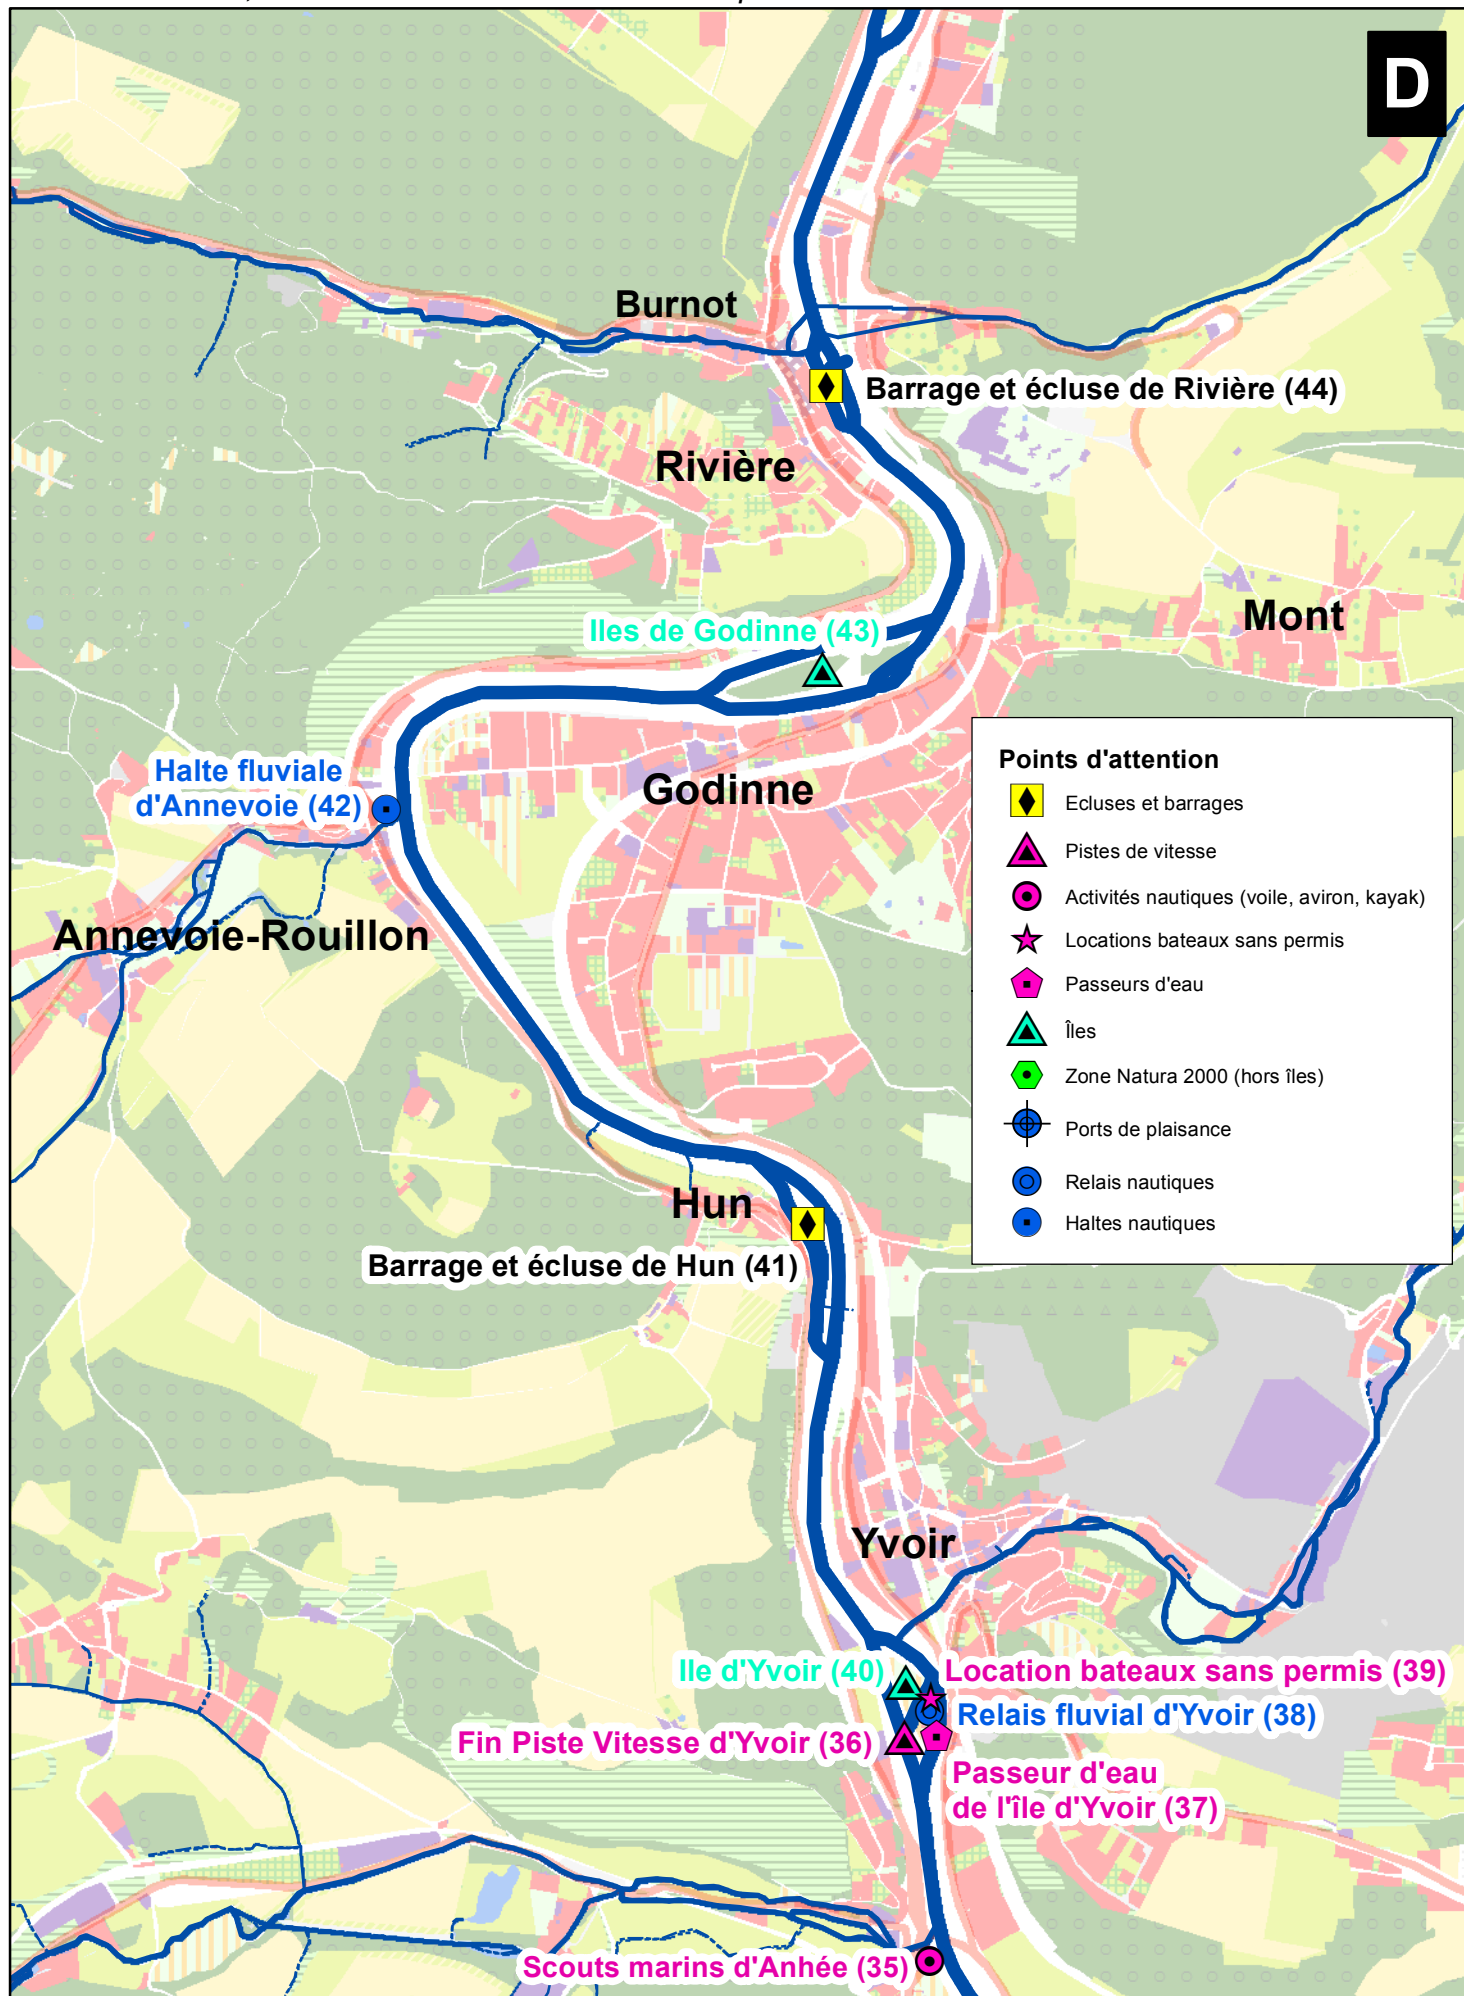 D
Burnot
Barrage et écluse de Rivière (44)
Rivière
Mont
Iles de Godinne (43)
Halte fluviale
d'Annevoie (42)
Godinne
Annevoie-Rouillon
Points d'attention
Ecluses et barrages
Pistes de vitesse
Activités nautiques (voile, aviron, kayak)
Locations bateaux sans permis
Passeurs d'eau
Îles
Zone Natura 2000 (hors îles)
Ports de plaisance
Relais nautiques
Haltes nautiques
Hun
Barrage et écluse de Hun (41)
Yvoir
Ile d'Yvoir (40)
Location bateaux sans permis (39)
Relais fluvial d'Yvoir (38)
Fin Piste Vitesse d'Yvoir (36)
Passeur d'eau
de l'île d'Yvoir (37)
Scouts marins d'Anhée (35)